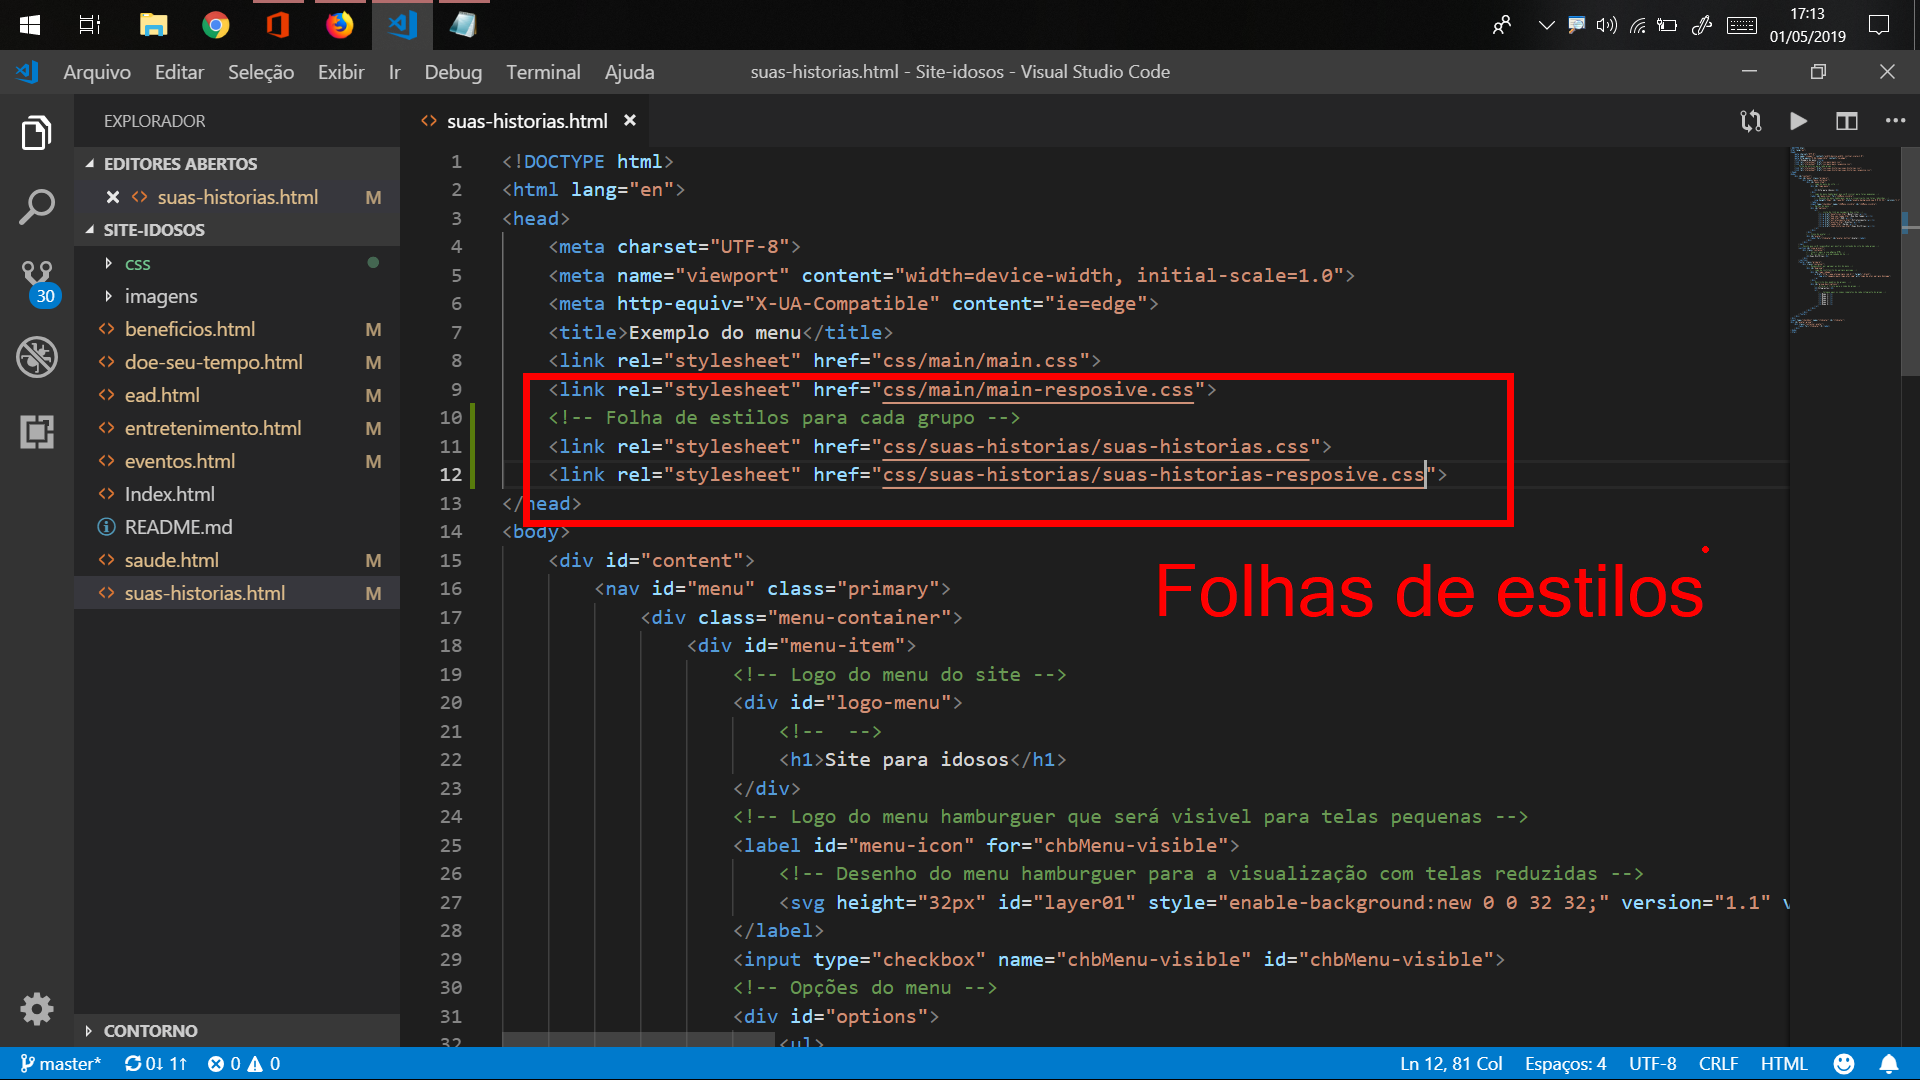 17:13
01/05/2019
Arquivo Editar Seleção Exibir Ir Debug Terminal Ajuda
suas-historias.html - Site-idosos - Visual Studio Code
EXPLORADOR
EDITORES ABERTOS
suas-historias.html M
SITE-IDOSOS
css
imagens
beneficios.html M
doe-seu-tempo.html M
ead.html M
entretenimento.html M
eventos.html M
Index.html
README.md
saude.html M
suas-historias.html M
CONTORNO
30
suas-historias.html
1 <!DOCTYPE html>
2 <html lang="en">
3 <head>
4 <meta charset="UTF-8">
5 <meta name="viewport" content="width=device-width, initial-scale=1.0">
6 <meta http-equiv="X-UA-Compatible" content="ie=edge">
7 <title>Exemplo do menu</title>
8 <link rel="stylesheet" href="css/main/main.css">
9 <link rel="stylesheet" href="css/main/main-resposive.css">
10 <!-- Folha de estilos para cada grupo -->
11 <link rel="stylesheet" href="css/suas-historias/suas-historias.css">
12 <link rel="stylesheet" href="css/suas-historias/suas-historias-resposive.css">
13 </head>
14 <body>
15 <div id="content">
16 <nav id="menu" class="primary">
17 <div class="menu-container">
18 <div id="menu-item">
19 <!-- Logo do menu do site -->
20 <div id="logo-menu">
21 <!-- -->
22 <h1>Site para idosos</h1>
23 </div>
24 <!-- Logo do menu hamburguer que será visivel para telas pequenas -->
25 <label id="menu-icon" for="chbMenu-visible">
26 <!-- Desenho do menu hamburguer para a visualização com telas reduzidas -->
27 <svg height="32px" id="layer01" style="enable-background:new 0 0 32 32;" version="1.1" v
28 </label>
29 <input type="checkbox" name="chbMenu-visible" id="chbMenu-visible">
30 <!-- Opções do menu -->
31 <div id="options">
32 <ul>
Folhas de estilos
master* 0↓ 1↑ 0 0
Ln 12, 81 Col Espaços: 4 UTF-8 CRLF HTML